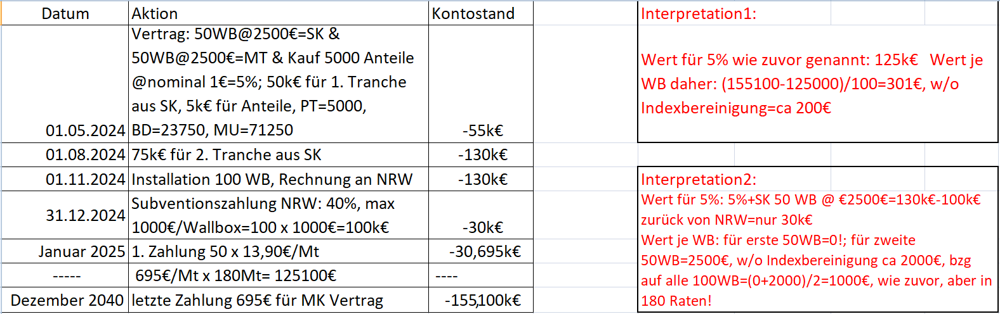 Datum Aktion Kontostand
Vertrag: 50WB@2500€=SK &
50WB@2500€=MT & Kauf 5000 Anteile
@nominal 1€=5%; 50k€ für 1. Tranche
aus SK, 5k€ für Anteile, PT=5000,
01.05.2024 BD=23750, MU=71250 -55k€
01.08.2024 75k€ für 2. Tranche aus SK -130k€
01.11.2024 Installation 100 WB, Rechnung an NRW -130k€
Subventionszahlung NRW: 40%, max
31.12.2024 1000€/Wallbox=100 x 1000€=100k€ -30k€
Januar 2025 1. Zahlung 50 x 13,90€/Mt -30,695k€
----- 695€/Mt x 180Mt= 125100€ ----
Dezember 2040 letzte Zahlung 695€ für MK Vertrag -155,100k€
Interpretation1:
Wert für 5% wie zuvor genannt: 125k€ Wert je
WB daher: (155100-125000)/100=301€, w/o
Indexbereinigung=ca 200€
Interpretation2:
Wert für 5%: 5%+SK 50 WB @ €2500€=130k€-100k€
zurück von NRW=nur 30k€
Wert je WB: für erste 50WB=0!; für zweite
50WB=2500€, w/o Indexbereinigung ca 2000€, bzg
auf alle 100WB=(0+2000)/2=1000€, wie zuvor, aber in
180 Raten!